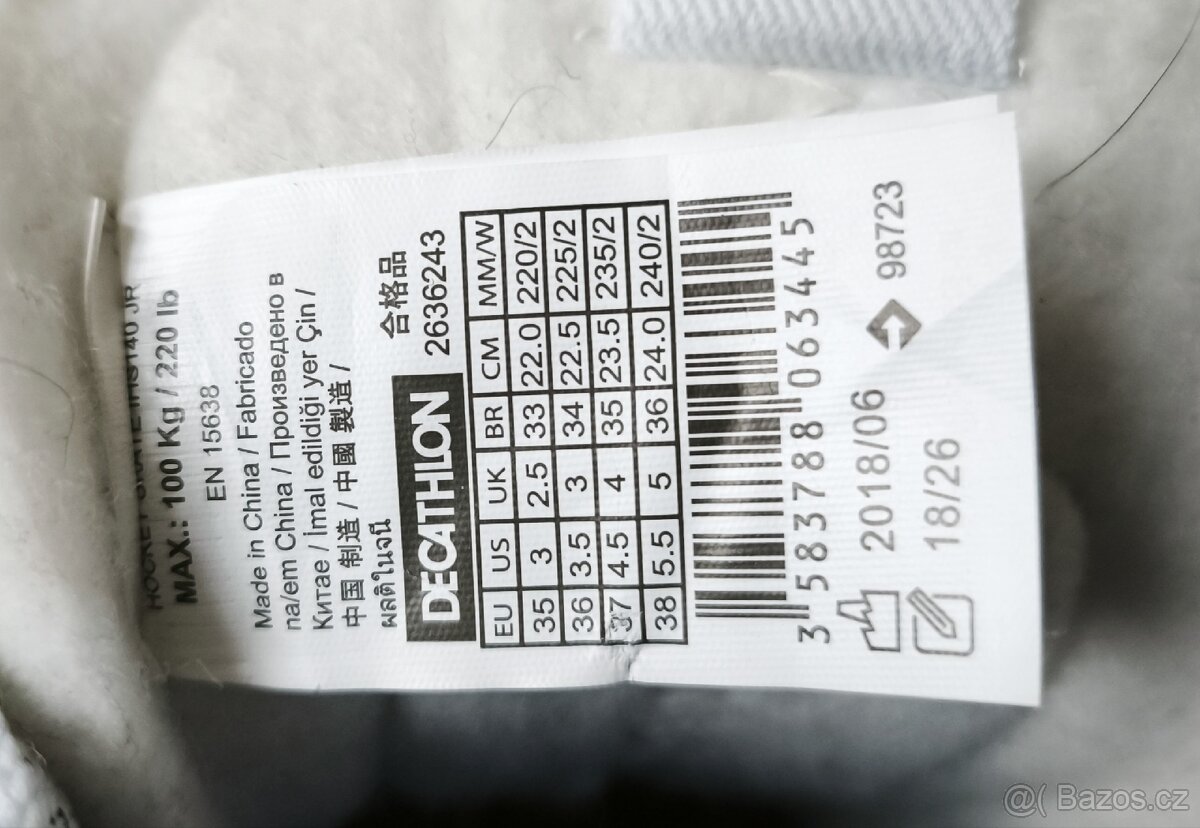 HOCKEY SKATE IHS140 JR
MAX.: 100 Kg / 220 lb
EN 15638
Made in China / Fabricado
na/em China / Произведено в
Китае / İmal edildiği yer Çin /
中国 制造 / 中國 製造 /
ผลิตในจีน
合格品
DECATHLON 2636243
EU US UK BR CM MM/W
35 3 2.5 33 22.0 220/2
36 3.5 3 34 22.5 225/2
37 4.5 4 35 23.5 235/2
38 5.5 5 36 24.0 240/2
3 583788 063445
2018/06 98723
18/26
@( Bazos.cz